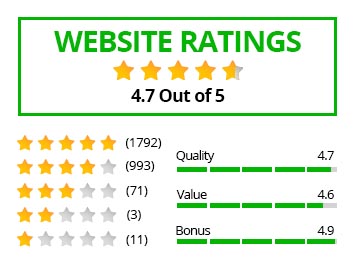 WEBSITE RATINGS
4.7 Out of 5
(1792)
(993)
(71)
(3)
(11)
Quality 4.7
Value 4.6
Bonus 4.9